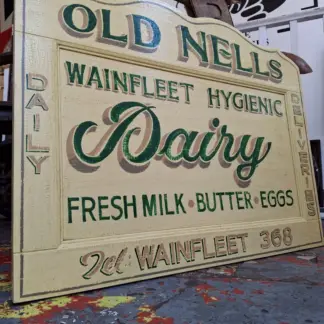 OLD NELLS
WAINFLEET HYGIENIC
Dairy
DAILY
DELIVERIES
FRESH MILK • BUTTER • EGGS
Tel: WAINFLEET 368